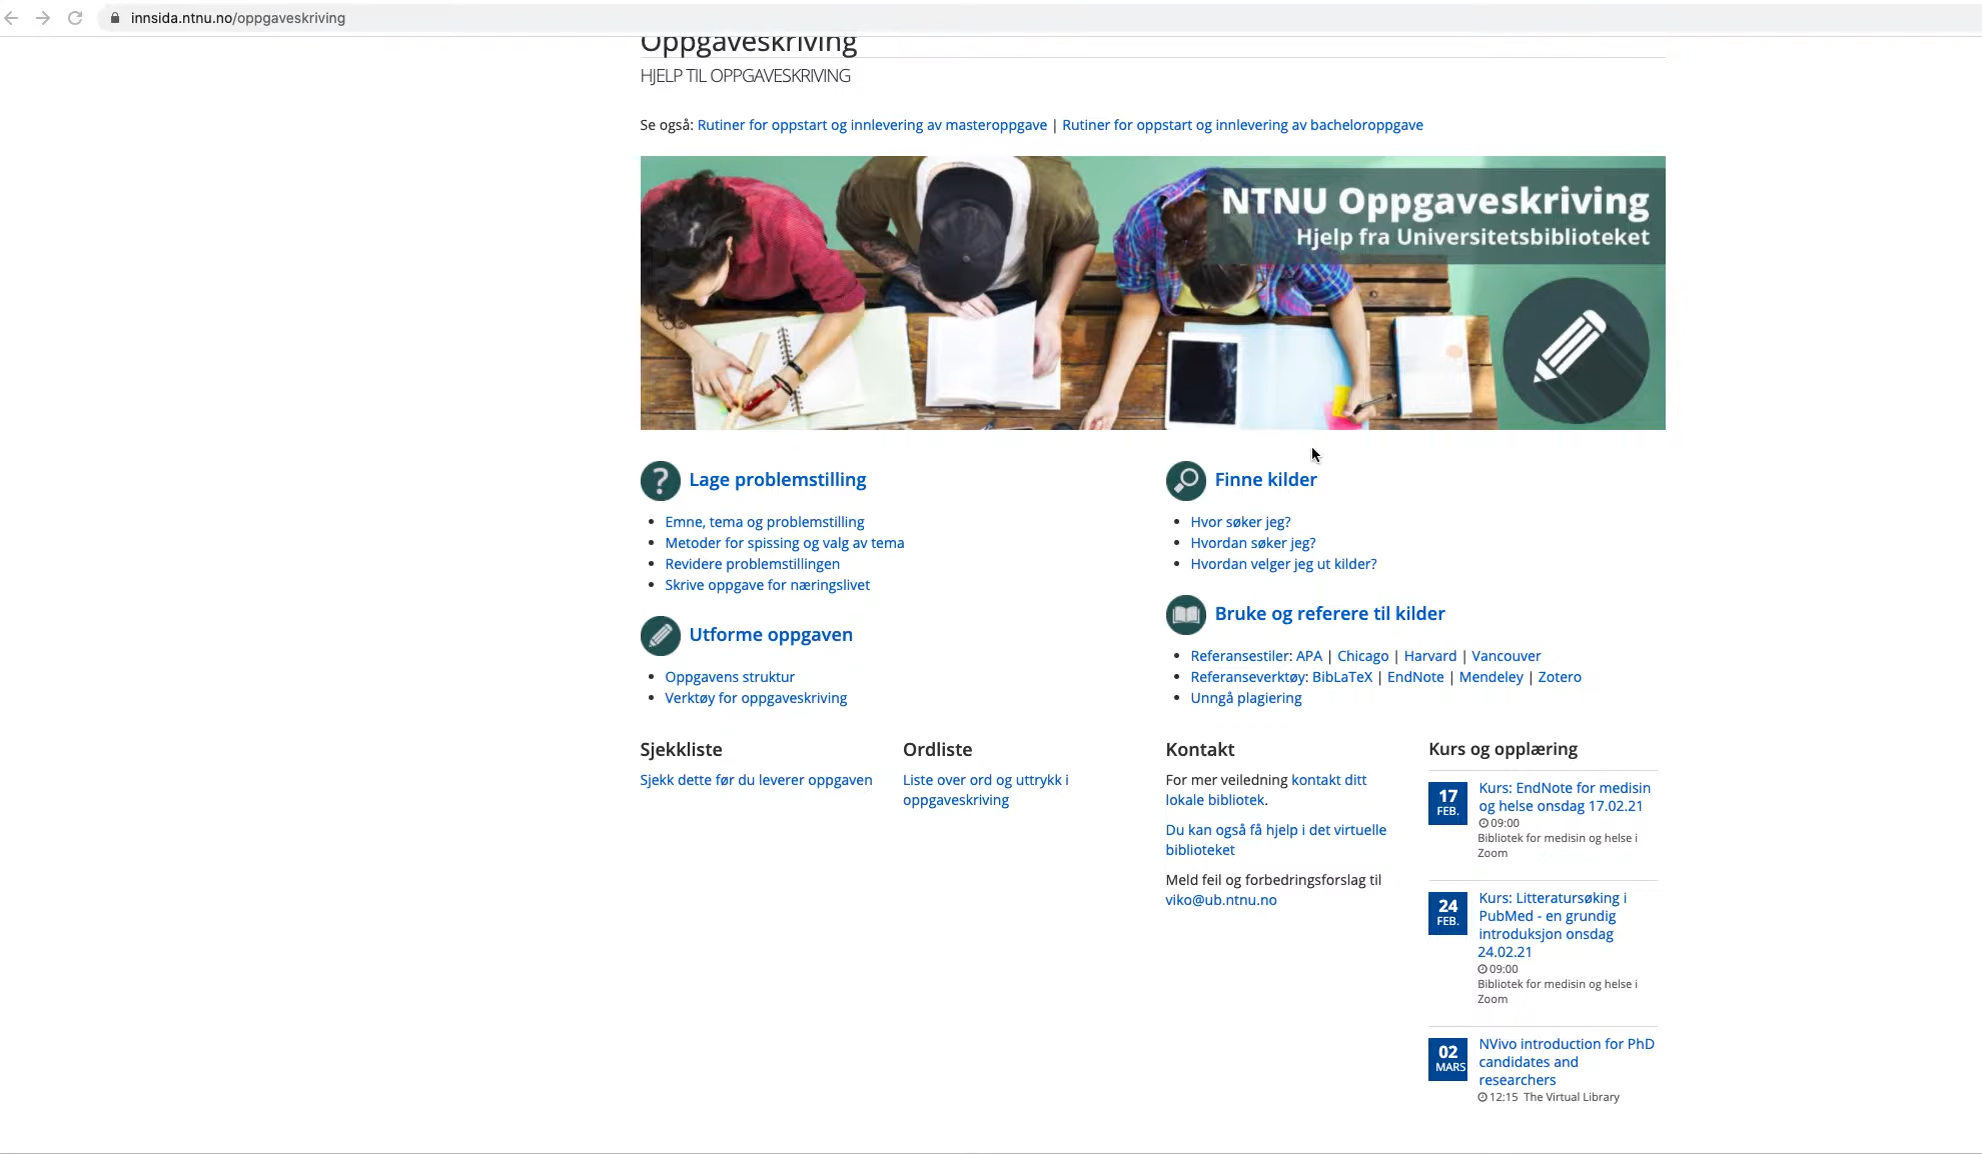 innsida.ntnu.no/oppgaveskriving
Oppgaveskriving
HJELP TIL OPPGAVESKRIVING
Se også: Rutiner for oppstart og innlevering av masteroppgave | Rutiner for oppstart og innlevering av bacheloroppgave
NTNU Oppgaveskriving
Hjelp fra Universitetsbiblioteket
Lage problemstilling
Emne, tema og problemstilling
Metoder for spissing og valg av tema
Revidere problemstillingen
Skrive oppgave for næringslivet
Utforme oppgaven
Oppgavens struktur
Verktøy for oppgaveskriving
Finne kilder
Hvor søker jeg?
Hvordan søker jeg?
Hvordan velger jeg ut kilder?
Bruke og referere til kilder
Referansestiler: APA | Chicago | Harvard | Vancouver
Referanseverktøy: BibLaTeX | EndNote | Mendeley | Zotero
Unngå plagiering
Sjekkliste
Sjekk dette før du leverer oppgaven
Ordliste
Liste over ord og uttrykk i
oppgaveskriving
Kontakt
For mer veiledning kontakt ditt
lokale bibliotek.
Du kan også få hjelp i det virtuelle
biblioteket
Meld feil og forbedringsforslag til
viko@ub.ntnu.no
Kurs og opplæring
17
FEB.
Kurs: EndNote for medisin
og helse onsdag 17.02.21
09:00
Bibliotek for medisin og helse i
Zoom
24
FEB.
Kurs: Litteratursøking i
PubMed - en grundig
introduksjon onsdag
24.02.21
09:00
Bibliotek for medisin og helse i
Zoom
02
MARS
NVivo introduction for PhD
candidates and
researchers
12:15 The Virtual Library